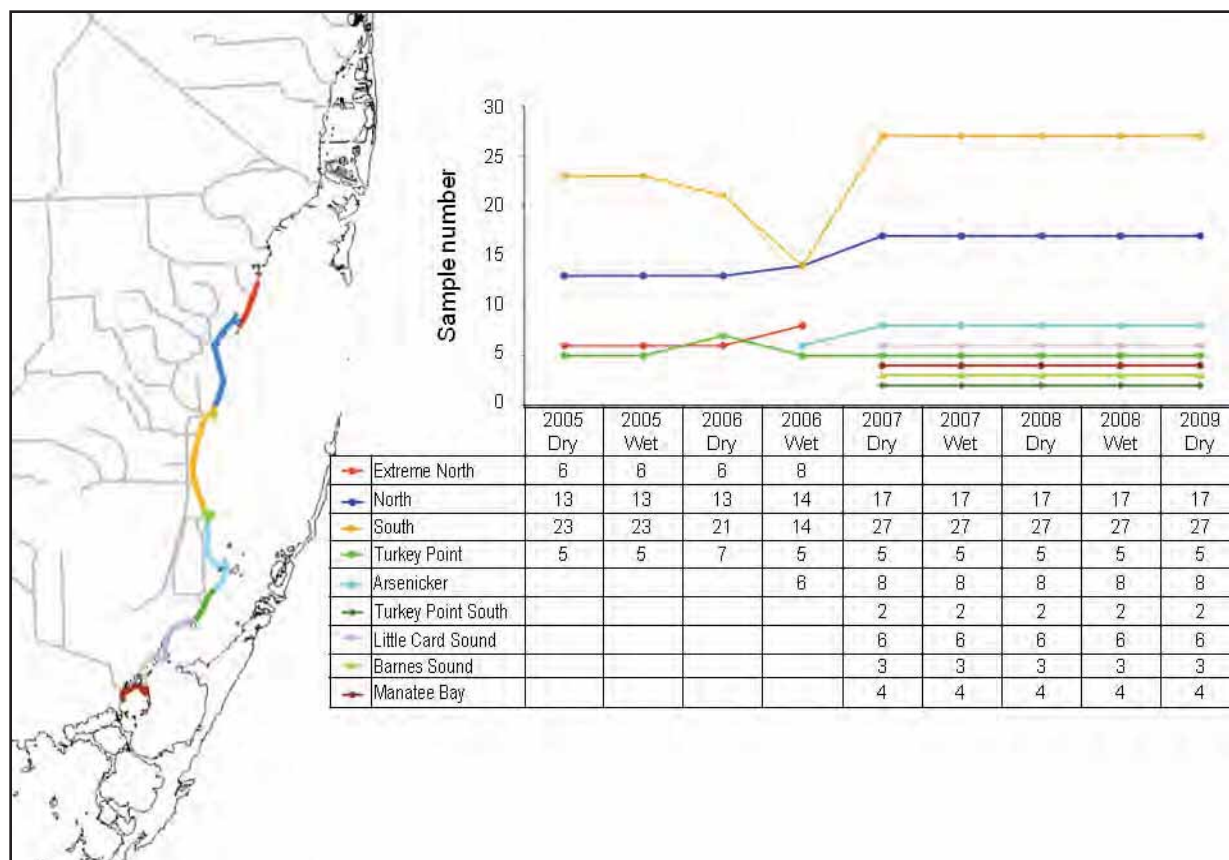 30
25
20
15
10
5
0
Sample number
2005 Dry 2005 Wet 2006 Dry 2006 Wet 2007 Dry 2007 Wet 2008 Dry 2008 Wet 2009 Dry
Extreme North 6 6 6 8
North 13 13 13 14 17 17 17 17 17
South 23 23 21 14 27 27 27 27 27
Turkey Point 5 5 7 5 5 5 5 5 5
Arsenicker 6 8 8 8 8 8
Turkey Point South 2 2 2 2 2
Little Card Sound 6 6 6 6 6
Barnes Sound 3 3 3 3 3
Manatee Bay 4 4 4 4 4